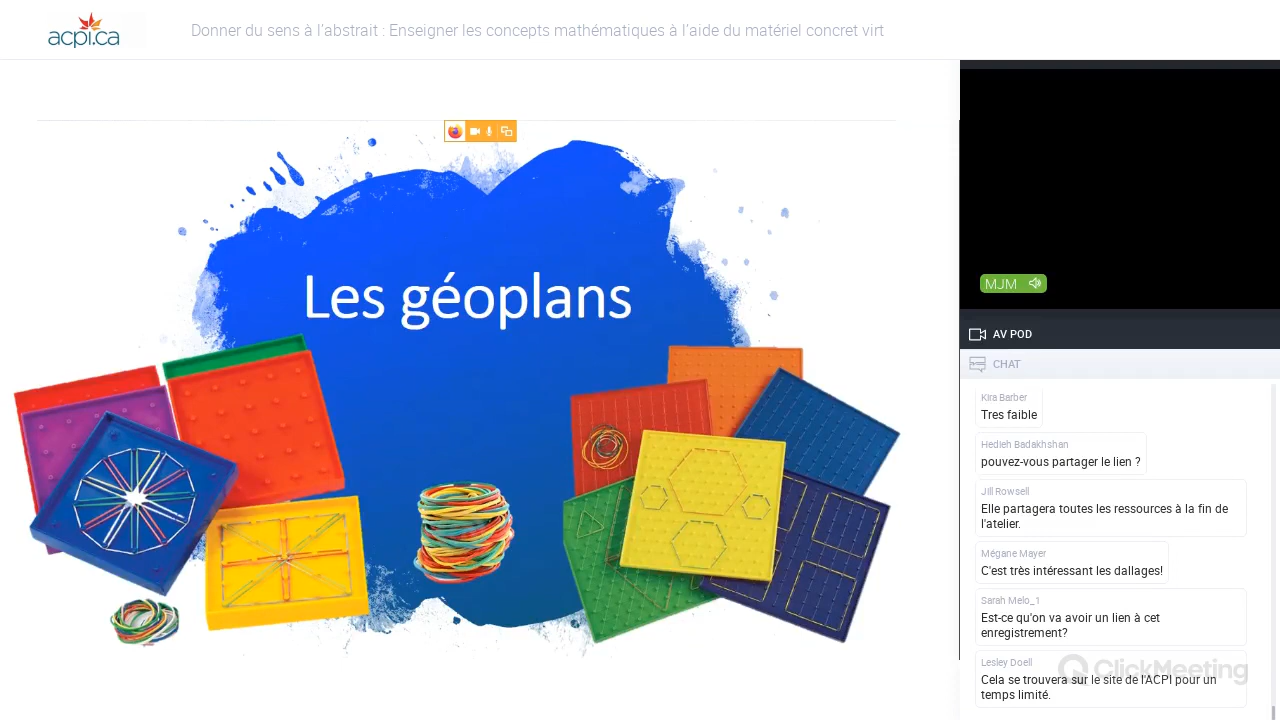 acpi.ca
Donner du sens à l'abstrait : Enseigner les concepts mathématiques à l'aide du matériel concret virt
Les géoplans
MJM
AV POD
CHAT
Kira Barber
Tres faible
Hedieh Badakhshan
pouvez-vous partager le lien ?
Jill Rowsell
Elle partagera toutes les ressources à la fin de
l'atelier.
Mégane Mayer
C'est très intéressant les dallages!
Sarah Melo_1
Est-ce qu'on va avoir un lien à cet
enregistrement?
Lesley Doell
Cela se trouvera sur le site de l'ACPI pour un
temps limité.
ClickMeeting